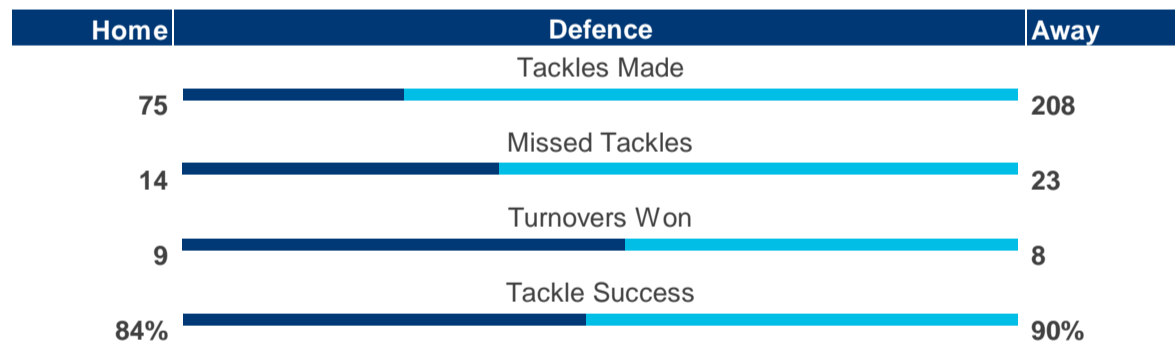 Home Defence Away
Tackles Made
75 208
Missed Tackles
14 23
Turnovers Won
9 8
Tackle Success
84% 90%